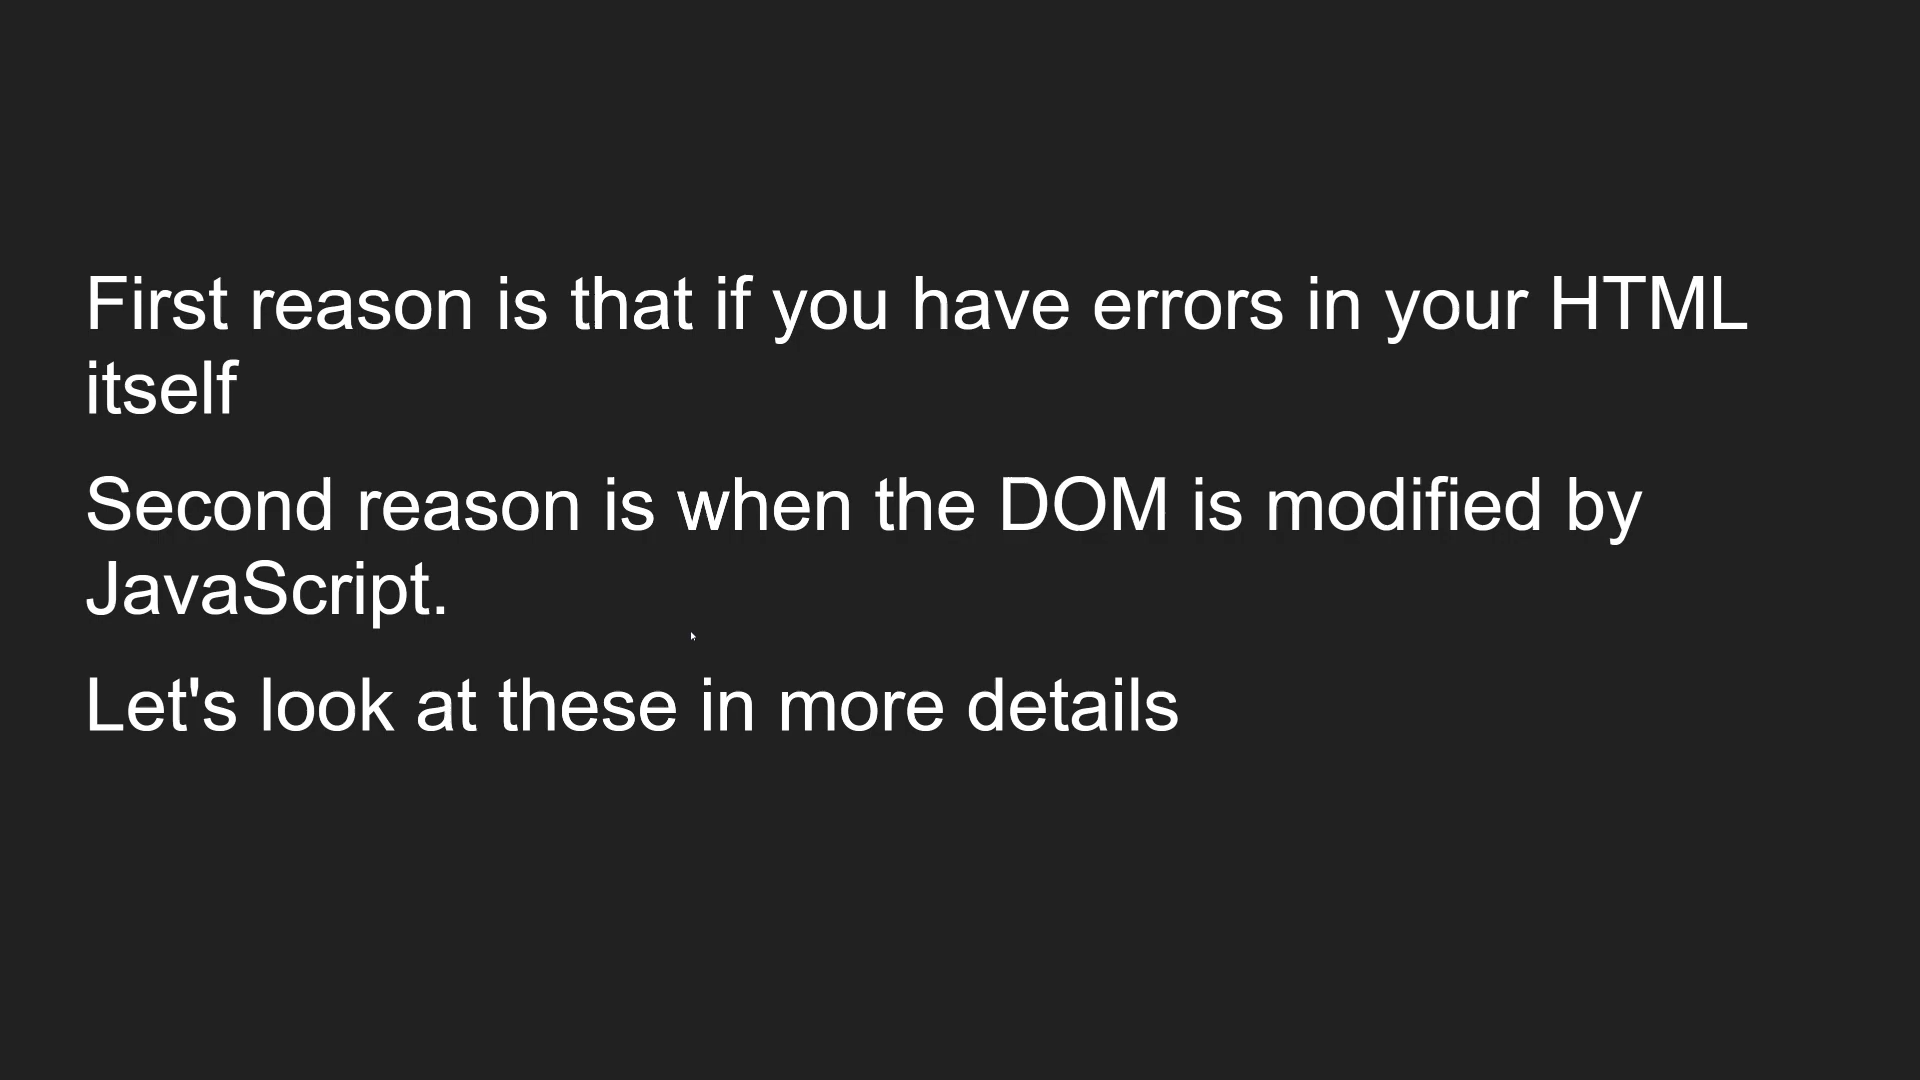 First reason is that if you have errors in your HTML
itself
Second reason is when the DOM is modified by
JavaScript.
Let's look at these in more details